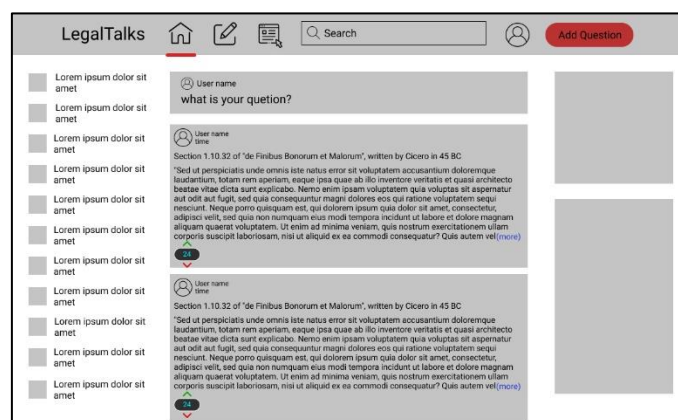 LegalTalks
Search
Add Question
Lorem ipsum dolor sit
amet
Lorem ipsum dolor sit
amet
Lorem ipsum dolor sit
amet
Lorem ipsum dolor sit
amet
Lorem ipsum dolor sit
amet
Lorem ipsum dolor sit
amet
Lorem ipsum dolor sit
amet
Lorem ipsum dolor sit
amet
Lorem ipsum dolor sit
amet
Lorem ipsum dolor sit
amet
Lorem ipsum dolor sit
amet
User name
what is your quetion?
User name
time
Section 1.10.32 of "de Finibus Bonorum et Malorum", written by Cicero in 45 BC
"Sed ut perspiciatis unde omnis iste natus error sit voluptatem accusantium doloremque
laudantium, totam rem aperiam, eaque ipsa quae ab illo inventore veritatis et quasi architecto
beatae vitae dicta sunt explicabo. Nemo enim ipsam voluptatem quia voluptas sit aspernatur
aut odit aut fugit, sed quia consequuntur magni dolores eos qui ratione voluptatem sequi
nesciunt. Neque porro quisquam est, qui dolorem ipsum quia dolor sit amet, consectetur,
adipisci velit, sed quia non numquam eius modi tempora incidunt ut labore et dolore magnam
aliquam quaerat voluptatem. Ut enim ad minima veniam, quis nostrum exercitationem ullam
corporis suscipit laboriosam, nisi ut aliquid ex ea commodi consequatur? Quis autem vel(more)
24
User name
time
Section 1.10.32 of "de Finibus Bonorum et Malorum", written by Cicero in 45 BC
"Sed ut perspiciatis unde omnis iste natus error sit voluptatem accusantium doloremque
laudantium, totam rem aperiam, eaque ipsa quae ab illo inventore veritatis et quasi architecto
beatae vitae dicta sunt explicabo. Nemo enim ipsam voluptatem quia voluptas sit aspernatur
aut odit aut fugit, sed quia consequuntur magni dolores eos qui ratione voluptatem sequi
nesciunt. Neque porro quisquam est, qui dolorem ipsum quia dolor sit amet, consectetur,
adipisci velit, sed quia non numquam eius modi tempora incidunt ut labore et dolore magnam
aliquam quaerat voluptatem. Ut enim ad minima veniam, quis nostrum exercitationem ullam
corporis suscipit laboriosam, nisi ut aliquid ex ea commodi consequatur? Quis autem vel(more)
24